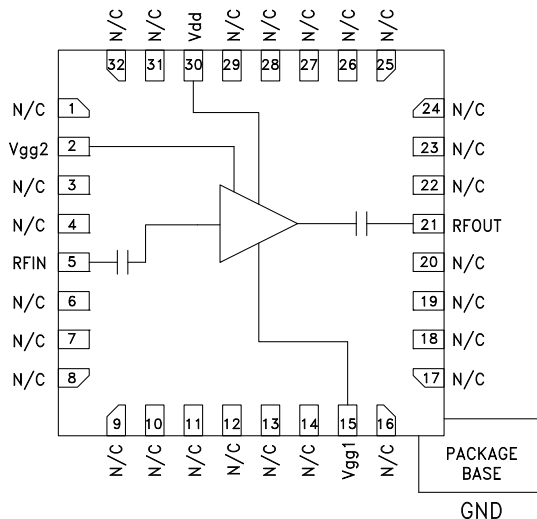 N/C N/C Vdd N/C N/C N/C N/C N/C
32 31 30 29 28 27 26 25
N/C 1
Vgg2 2
N/C 3
N/C 4
RFIN 5
N/C 6
N/C 7
N/C 8
24 N/C
23 N/C
22 N/C
21 RFOUT
20 N/C
19 N/C
18 N/C
17 N/C
9 10 11 12 13 14 15 16
N/C N/C N/C N/C N/C N/C Vgg1 N/C
PACKAGE
BASE
GND